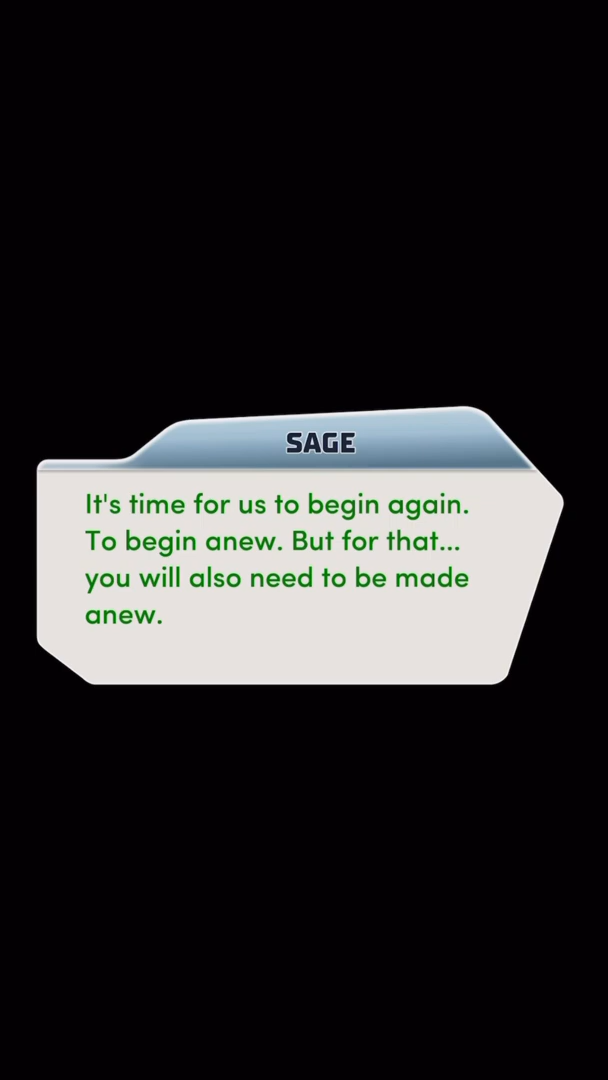 SAGE
It's time for us to begin again.
To begin anew. But for that...
you will also need to be made
anew.